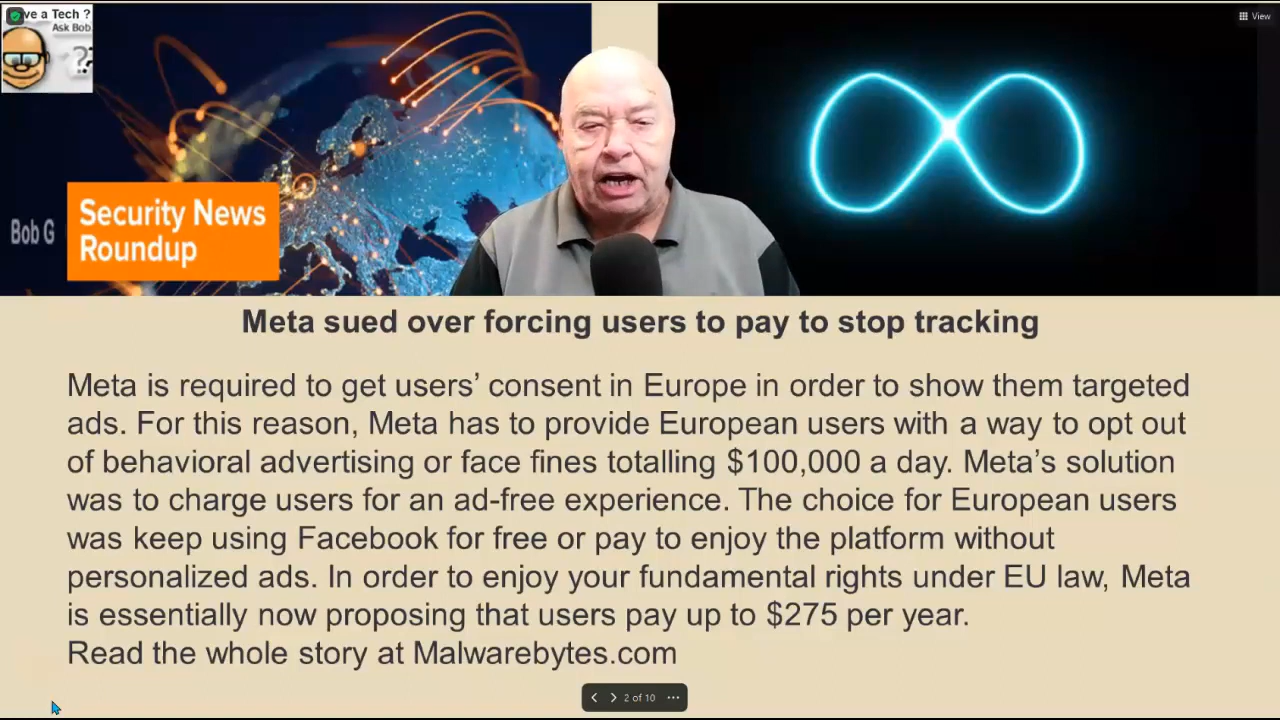 ve a Tech ?
Ask Bob
??
View
Bob G
Security News
Roundup
Meta sued over forcing users to pay to stop tracking
Meta is required to get users’ consent in Europe in order to show them targeted
ads. For this reason, Meta has to provide European users with a way to opt out
of behavioral advertising or face fines totalling $100,000 a day. Meta’s solution
was to charge users for an ad-free experience. The choice for European users
was keep using Facebook for free or pay to enjoy the platform without
personalized ads. In order to enjoy your fundamental rights under EU law, Meta
is essentially now proposing that users pay up to $275 per year.
Read the whole story at Malwarebytes.com
2 of 10